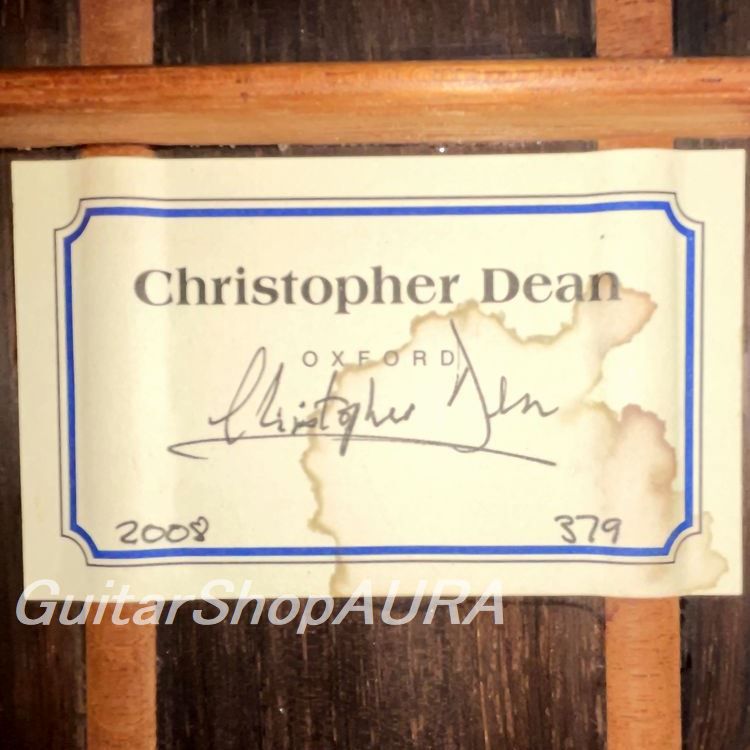 Christopher Dean
OXFORD
Christopher Dean
2008 379
GuitarShopAURA